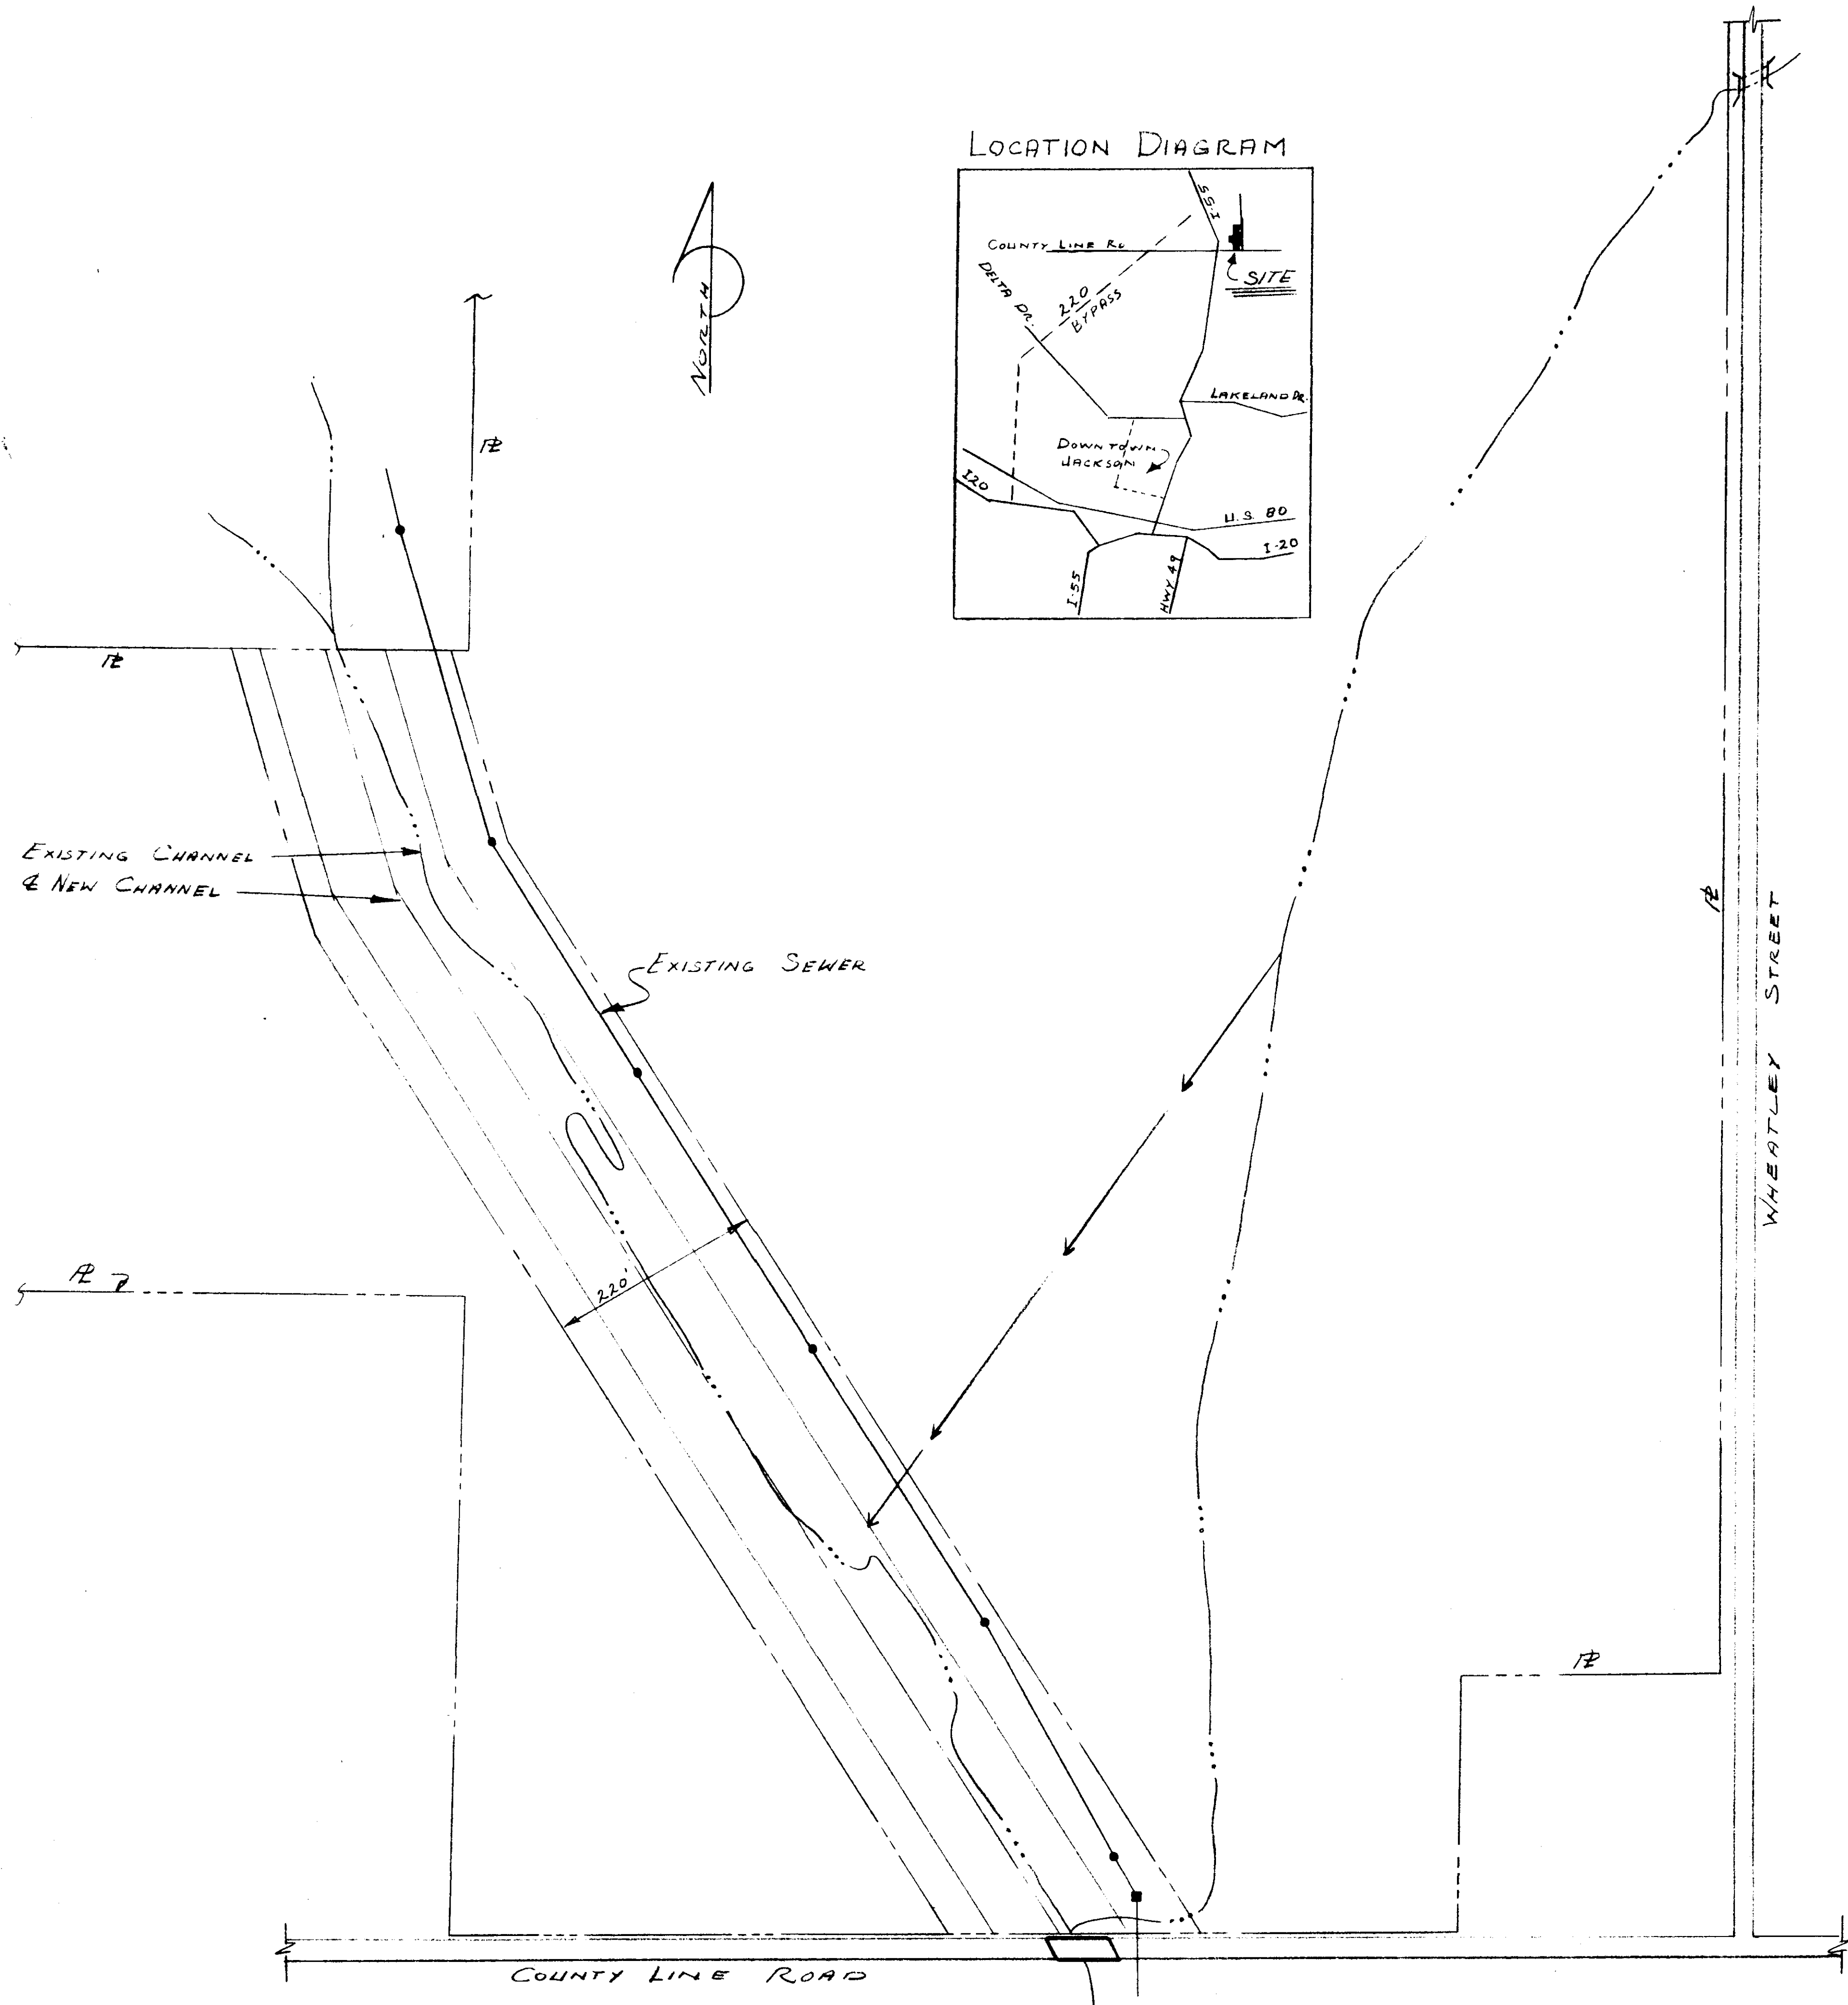 LOCATION DIAGRAM
I-55
COUNTY LINE RD
SITE
DELTA DR.
220
BYPASS
LAKELAND DR.
DOWNTOWN
JACKSON
I20
U.S. 80
I-20
I-55
HWY 49
NORTH
PL
PL
EXISTING CHANNEL
℄ NEW CHANNEL
EXISTING SEWER
PL
WHEATLEY STREET
220'
PL
PL
COUNTY LINE ROAD